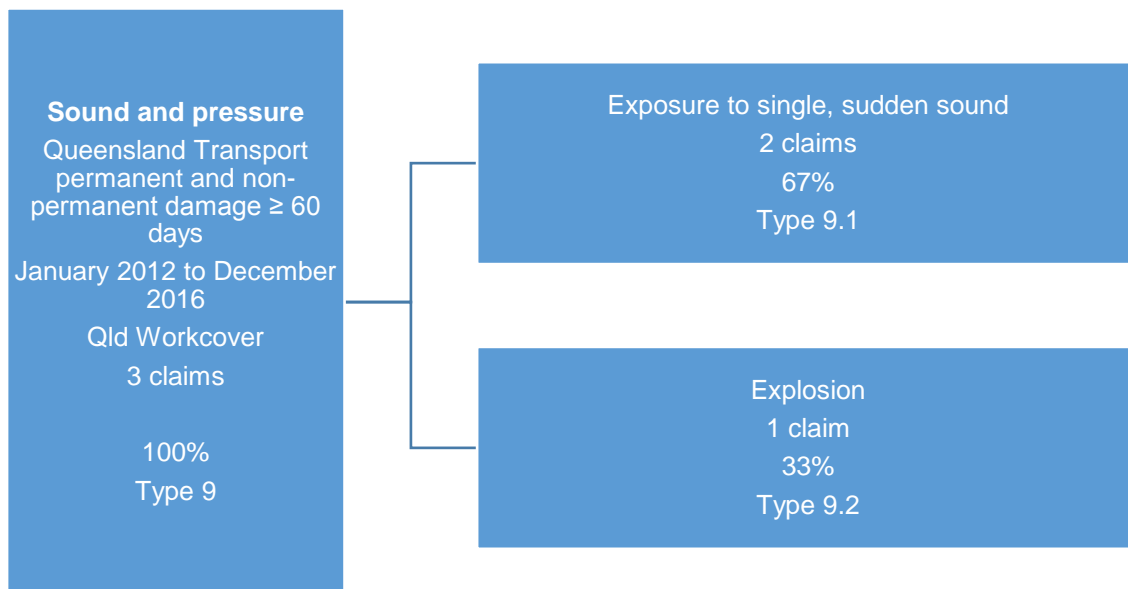 Sound and pressure
Queensland Transport
permanent and non-
permanent damage ≥ 60
days
January 2012 to December
2016
Qld Workcover
3 claims
100%
Type 9
Exposure to single, sudden sound
2 claims
67%
Type 9.1
Explosion
1 claim
33%
Type 9.2